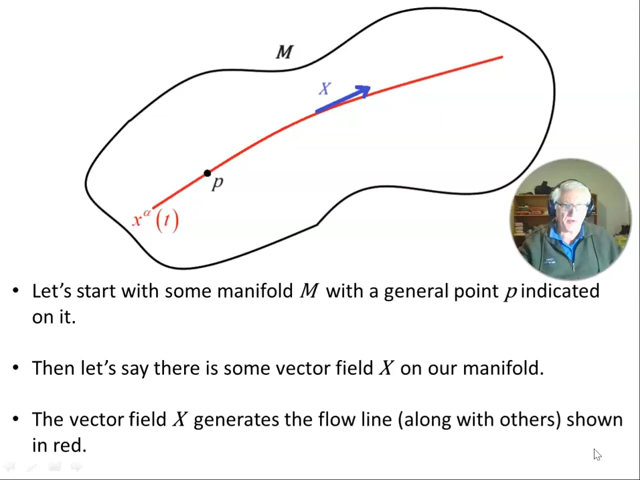 M
X
p
xᵅ(t)
• Let's start with some manifold M with a general point p indicated
on it.
• Then let's say there is some vector field X on our manifold.
• The vector field X generates the flow line (along with others) shown
in red.